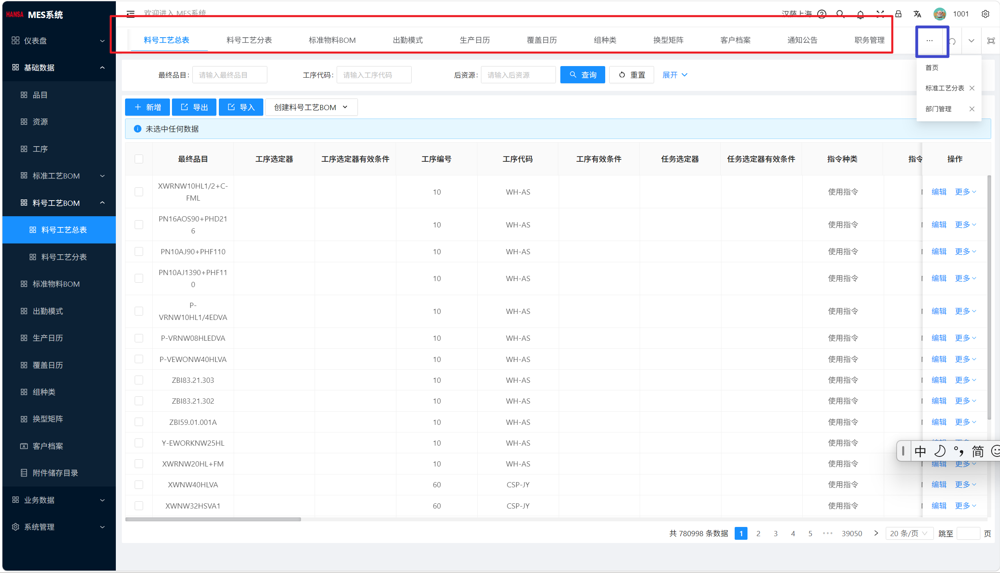 HANSA MES系统
欢迎进入 MES系统
汉萨上海
1001
仪表盘
基础数据
品目
资源
工序
标准工艺BOM
料号工艺BOM
料号工艺总表
料号工艺分表
标准物料BOM
出勤模式
生产日历
覆盖日历
组种类
换型矩阵
客户档案
附件储存目录
业务数据
系统管理
料号工艺总表 料号工艺分表 标准物料BOM 出勤模式 生产日历 覆盖日历 组种类 换型矩阵 客户档案 通知公告 职务管理 ···
首页
标准工艺分表
部门管理
最终品目: 请输入最终品目 工序代码: 请输入工序代码 后资源: 请输入后资源 查询 重置 展开
新增 导出 导入 创建料号工艺BOM
未选中任何数据
最终品目 工序选定器 工序选定器有效条件 工序编号 工序代码 工序有效条件 任务选定器 任务选定器有效条件 指令种类 指令 操作
XWRNW10HL1/2+C-
FML 10 WH-AS 使用指令 编辑 更多
PN16AOS90+PHD21
6 10 WH-AS 使用指令 编辑 更多
PN10AJ90+PHF110 10 WH-AS 使用指令 编辑 更多
PN10AJ1390+PHF11
0 10 WH-AS 使用指令 编辑 更多
P-
VRNW10HL1/4EDVA 10 WH-AS 使用指令 编辑 更多
P-VRNW08HLEDVA 10 WH-AS 使用指令 编辑 更多
P-VEWONW40HLVA 10 WH-AS 使用指令 编辑 更多
ZBI83.21.303 10 WH-AS 使用指令 编辑 更多
ZBI83.21.302 10 WH-AS 使用指令 编辑 更多
ZBI59.01.001A 10 WH-AS 使用指令 编辑 更多
Y-EWORKNW25HL 10 WH-AS 使用指令
中 °, 简
XWRNW20HL+FM 10 WH-AS 使用指令 编辑 更多
XWNW40HLVA 60 CSP-JY 使用指令 编辑 更多
XWNW32HSVA1 60 CSP-JY 使用指令 编辑 更多
共 780998 条数据 1 2 3 4 5 ••• 39050 20 条/页 跳至 页